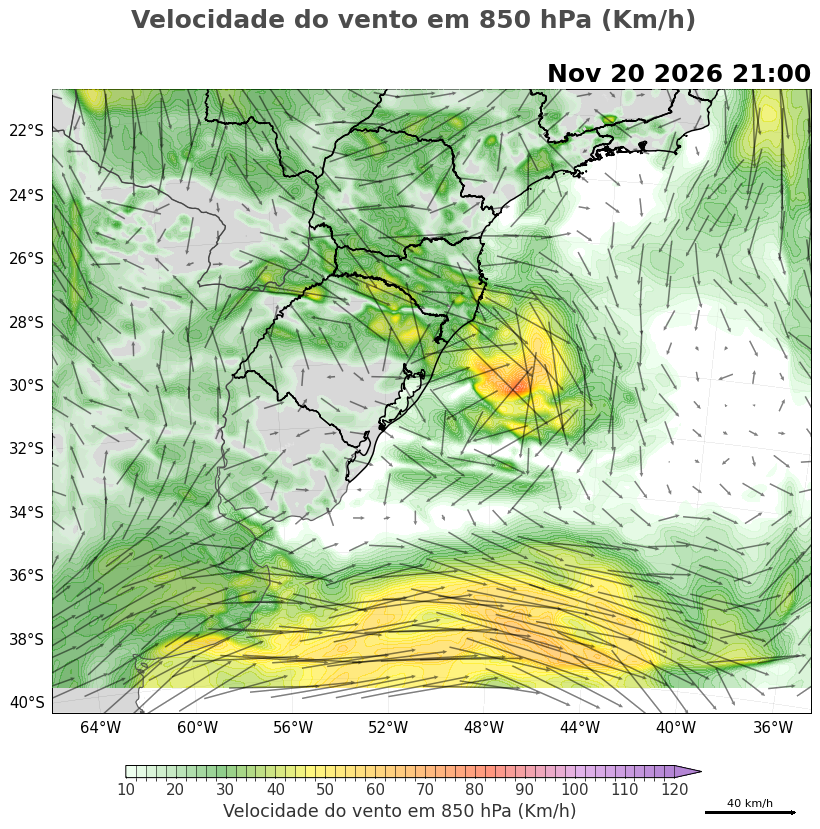 Velocidade do vento em 850 hPa (Km/h)
Nov 20 2026 21:00
22°S
24°S
26°S
28°S
30°S
32°S
34°S
36°S
38°S
40°S
64°W 60°W 56°W 52°W 48°W 44°W 40°W 36°W
10 20 30 40 50 60 70 80 90 100 110 120
Velocidade do vento em 850 hPa (Km/h)
40 km/h